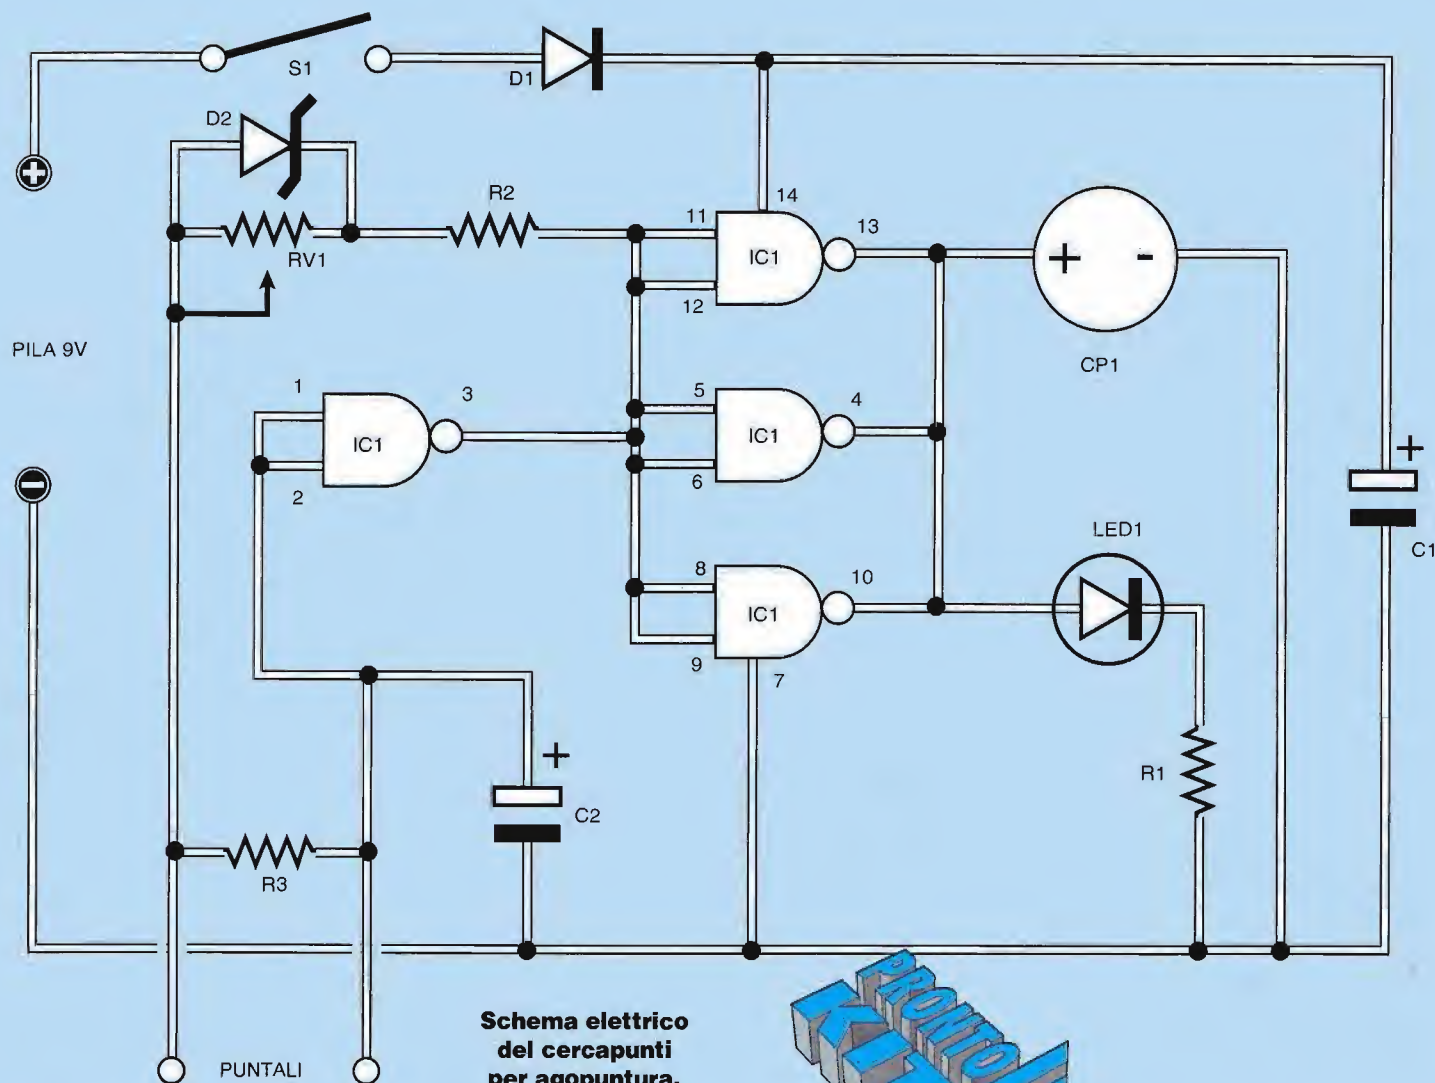 S1
D1
D2
+
R2
RV1
14
11
13
IC1
12
+ -
CP1
PILA 9V
1
3
IC1
2
5
4
IC1
6
-
+
C1
LED1
8
10
IC1
9
7
+
C2
R1
R3
PUNTALI
Schema elettrico
del cercapunti
per agopuntura.
PRONTO
KIT